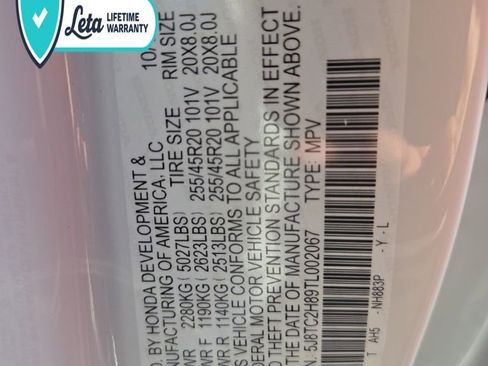 Leta LIFETIME
WARRANTY
D. BY HONDA DEVELOPMENT & 10/
NUFACTURING OF AMERICA, LLC
TIRE SIZE RIM SIZE
WR 2280KG ( 5027LBS)
WR F 1190KG ( 2623LBS) 255/45R20 101V 20X8.0J
WR R 1140KG ( 2513LBS) 255/45R20 101V 20X8.0J
S VEHICLE CONFORMS TO ALL APPLICABLE
DERAL MOTOR VEHICLE SAFETY
D THEFT PREVENTION STANDARDS IN EFFECT
THE DATE OF MANUFACTURE SHOWN ABOVE.
N: 5J8TC2H89TL002067 TYPE: MPV
T AH5 - NH883P - Y - L